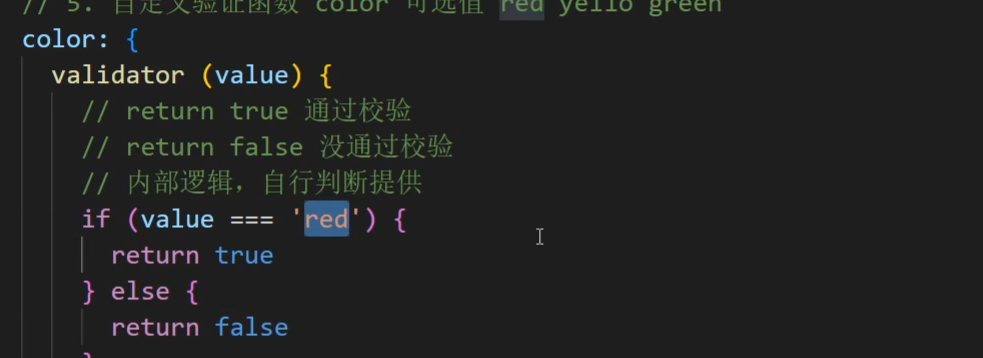 // 5. 自定义验证函数 color 可选值 red yello green
color: {
validator (value) {
// return true 通过校验
// return false 没通过校验
// 内部逻辑，自行判断提供
if (value === 'red') {
return true
} else {
return false
}